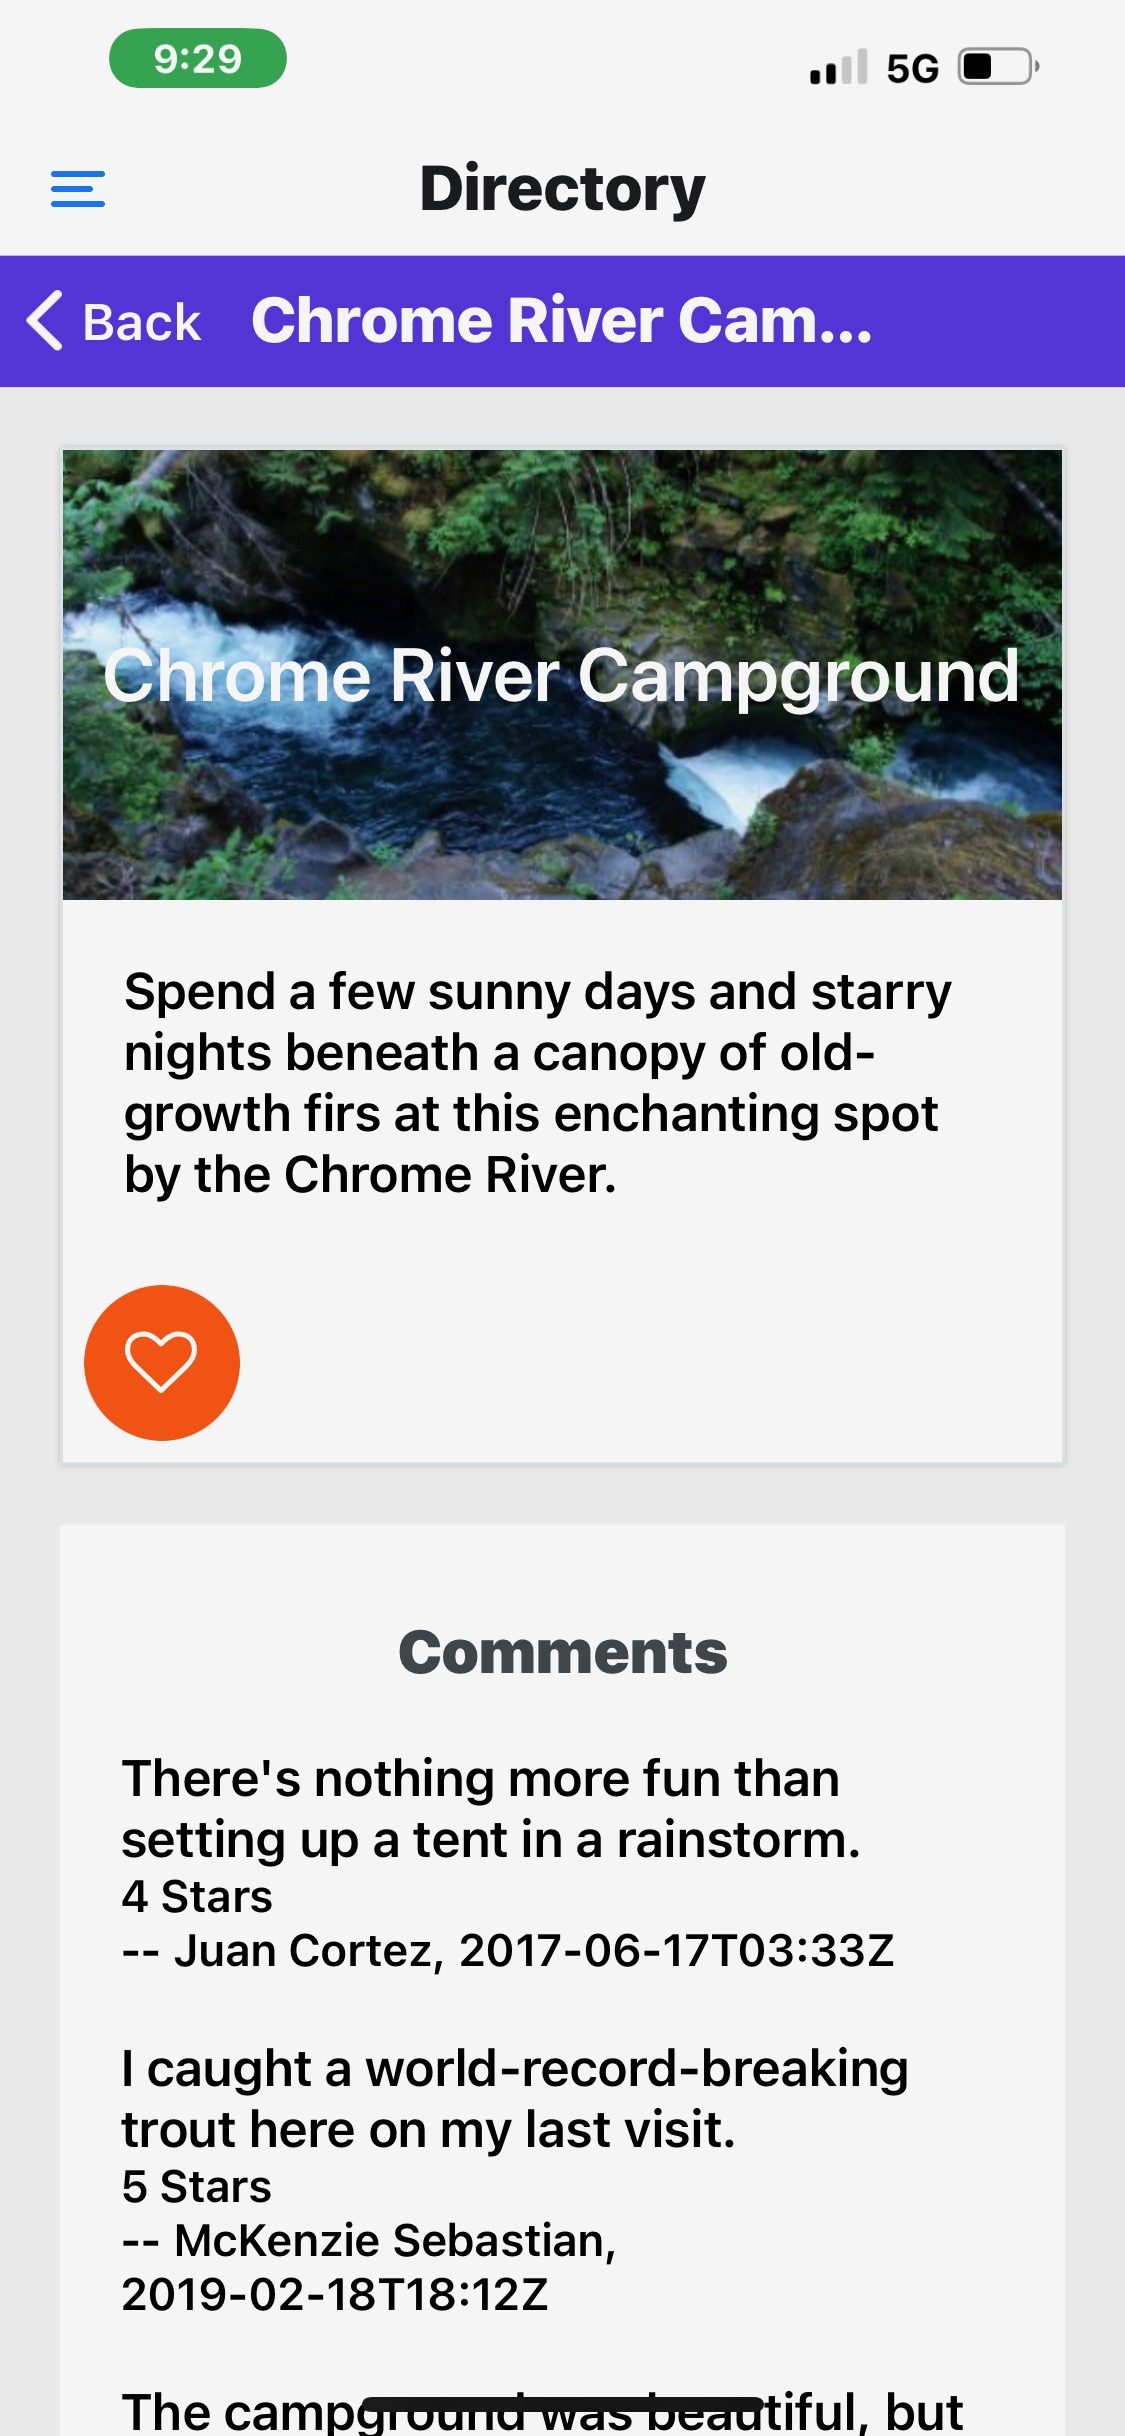 9:29
5G
Directory
Back
Chrome River Cam...
Chrome River Campground
Spend a few sunny days and starry
nights beneath a canopy of old-
growth firs at this enchanting spot
by the Chrome River.
Comments
There's nothing more fun than
setting up a tent in a rainstorm.
4 Stars
-- Juan Cortez, 2017-06-17T03:33Z
I caught a world-record-breaking
trout here on my last visit.
5 Stars
-- McKenzie Sebastian,
2019-02-18T18:12Z
The campground was beautiful, but